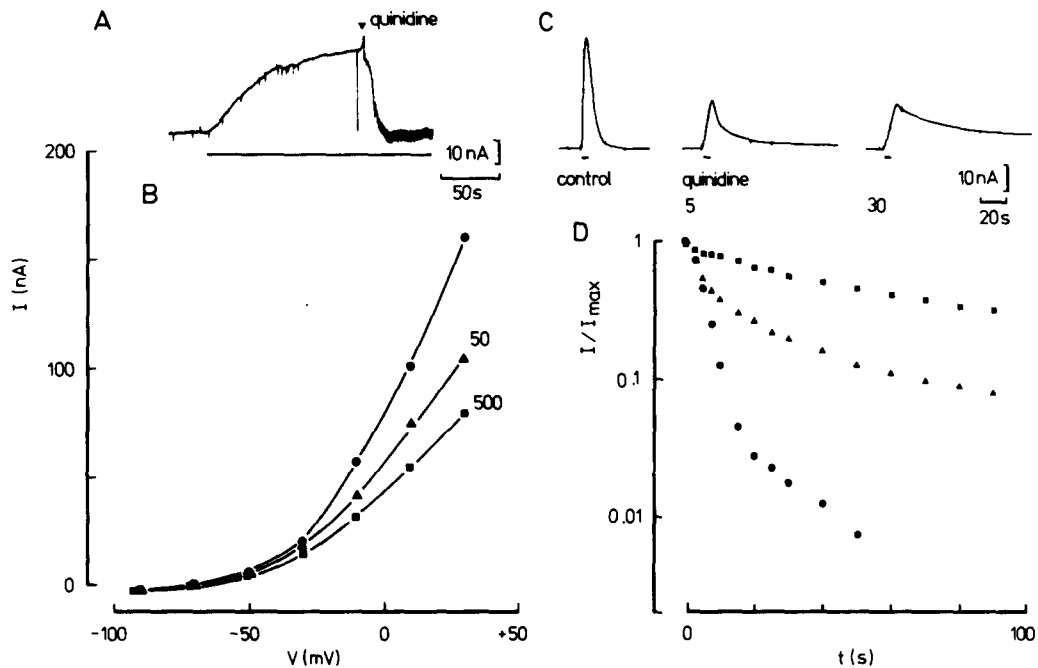 A
quinidine
10 nA
50 s
C
control
quinidine
5
30
10 nA
20 s
B
200
100
0
I (nA)
50
500
-100
-50
0
+50
V (mV)
D
1
0.1
0.01
I / Imax
0
100
t (s)